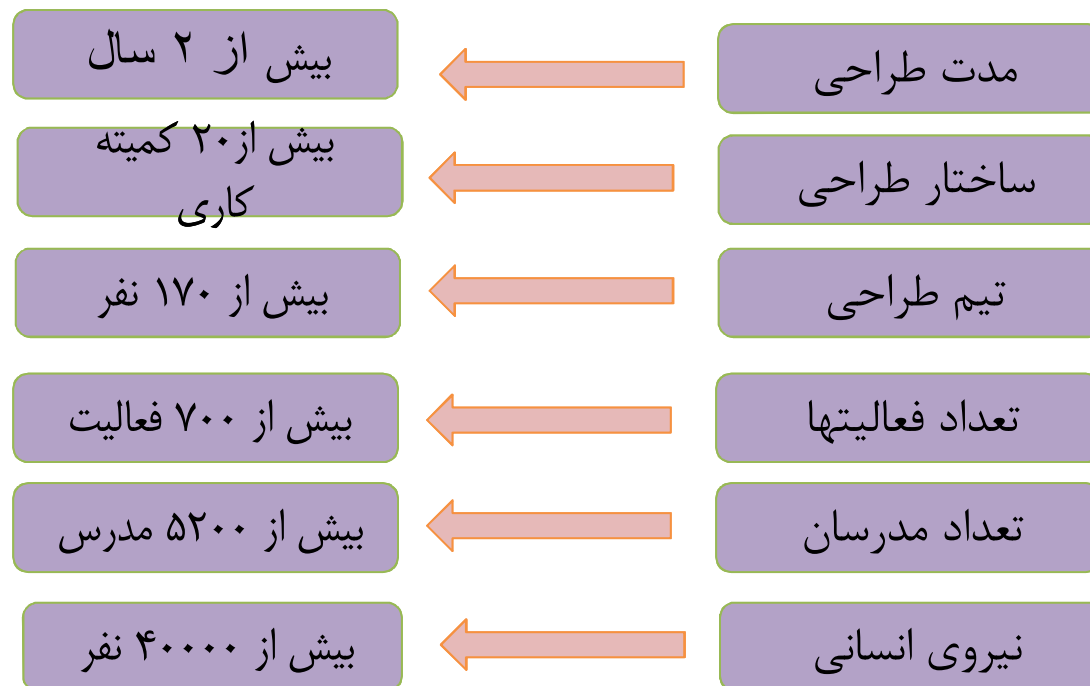 مدت طراحی
بیش از ۲ سال
ساختار طراحی
بیش از۲۰ کمیته
کاری
تیم طراحی
بیش از ۱۷۰ نفر
تعداد فعالیتها
بیش از ۷۰۰ فعالیت
تعداد مدرسان
بیش از ۵۲۰۰ مدرس
نیروی انسانی
بیش از ۴۰۰۰۰ نفر